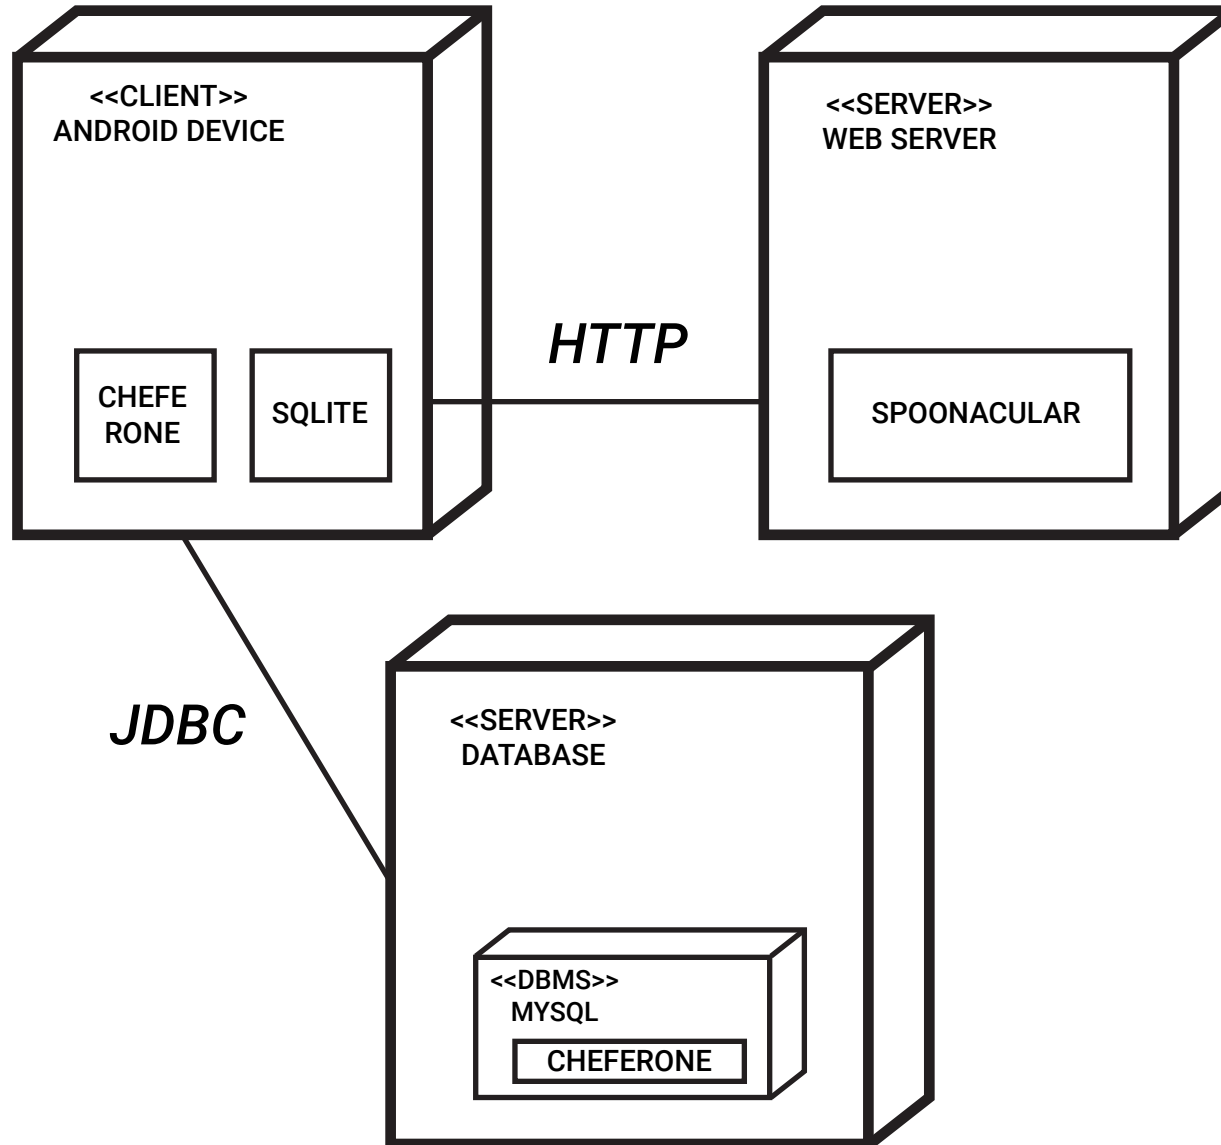 <<CLIENT>>
ANDROID DEVICE
<<SERVER>>
WEB SERVER
HTTP
CHEFE
RONE
SQLITE
SPOONACULAR
JDBC
<<SERVER>>
DATABASE
<<DBMS>>
MYSQL
CHEFERONE